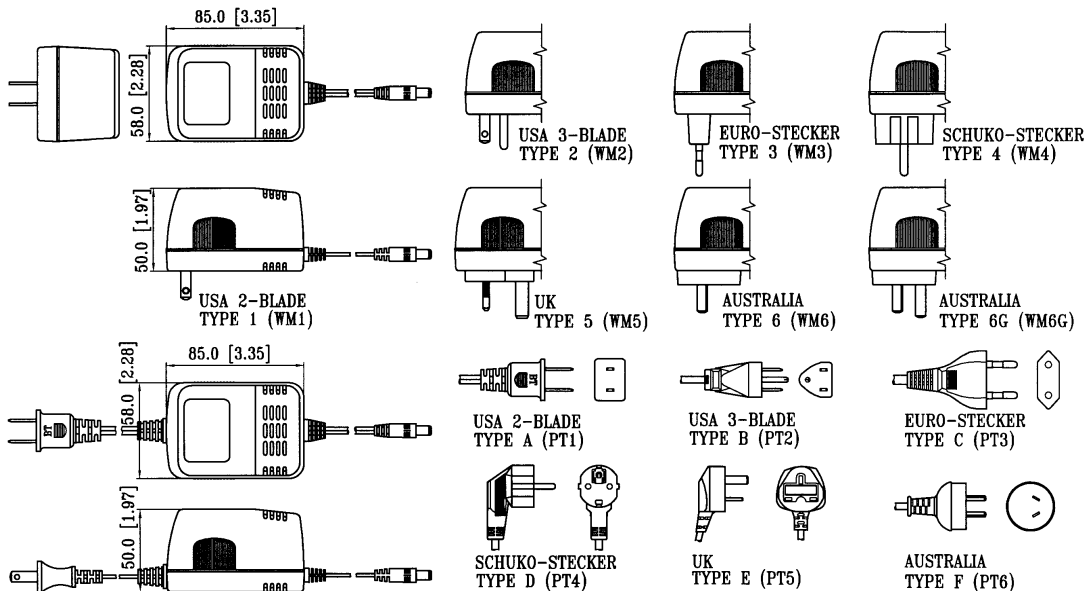 85.0 [3.35]
58.0 [2.28]
USA 3-BLADE
TYPE 2 (WM2)
EURO-STECKER
TYPE 3 (WM3)
SCHUKO-STECKER
TYPE 4 (WM4)
50.0 [1.97]
USA 2-BLADE
TYPE 1 (WM1)
UK
TYPE 5 (WM5)
AUSTRALIA
TYPE 6 (WM6)
AUSTRALIA
TYPE 6G (WM6G)
85.0 [3.35]
58.0 [2.28]
BT
BT
USA 2-BLADE
TYPE A (PT1)
USA 3-BLADE
TYPE B (PT2)
EURO-STECKER
TYPE C (PT3)
50.0 [1.97]
SCHUKO-STECKER
TYPE D (PT4)
UK
TYPE E (PT5)
AUSTRALIA
TYPE F (PT6)